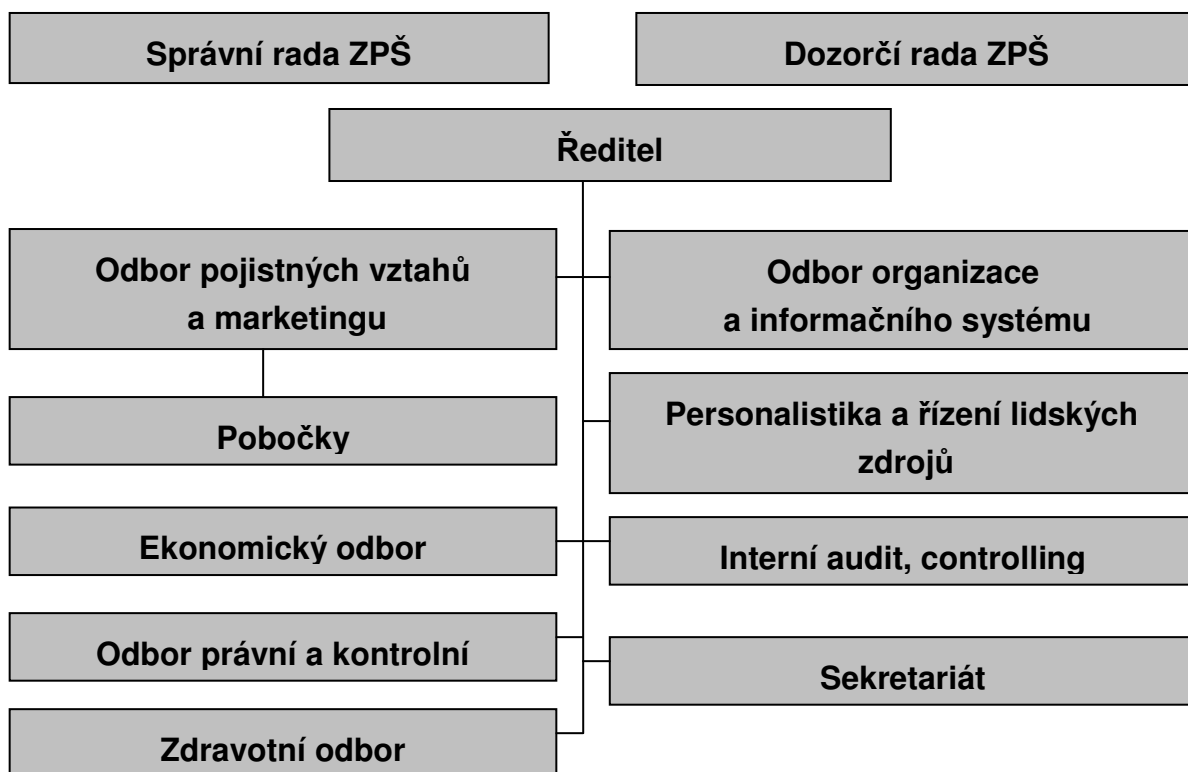 Správní rada ZPŠ
Dozorčí rada ZPŠ
Ředitel
Odbor pojistných vztahů
a marketingu
Odbor organizace
a informačního systému
Pobočky
Personalistika a řízení lidských
zdrojů
Ekonomický odbor
Interní audit, controlling
Odbor právní a kontrolní
Sekretariát
Zdravotní odbor